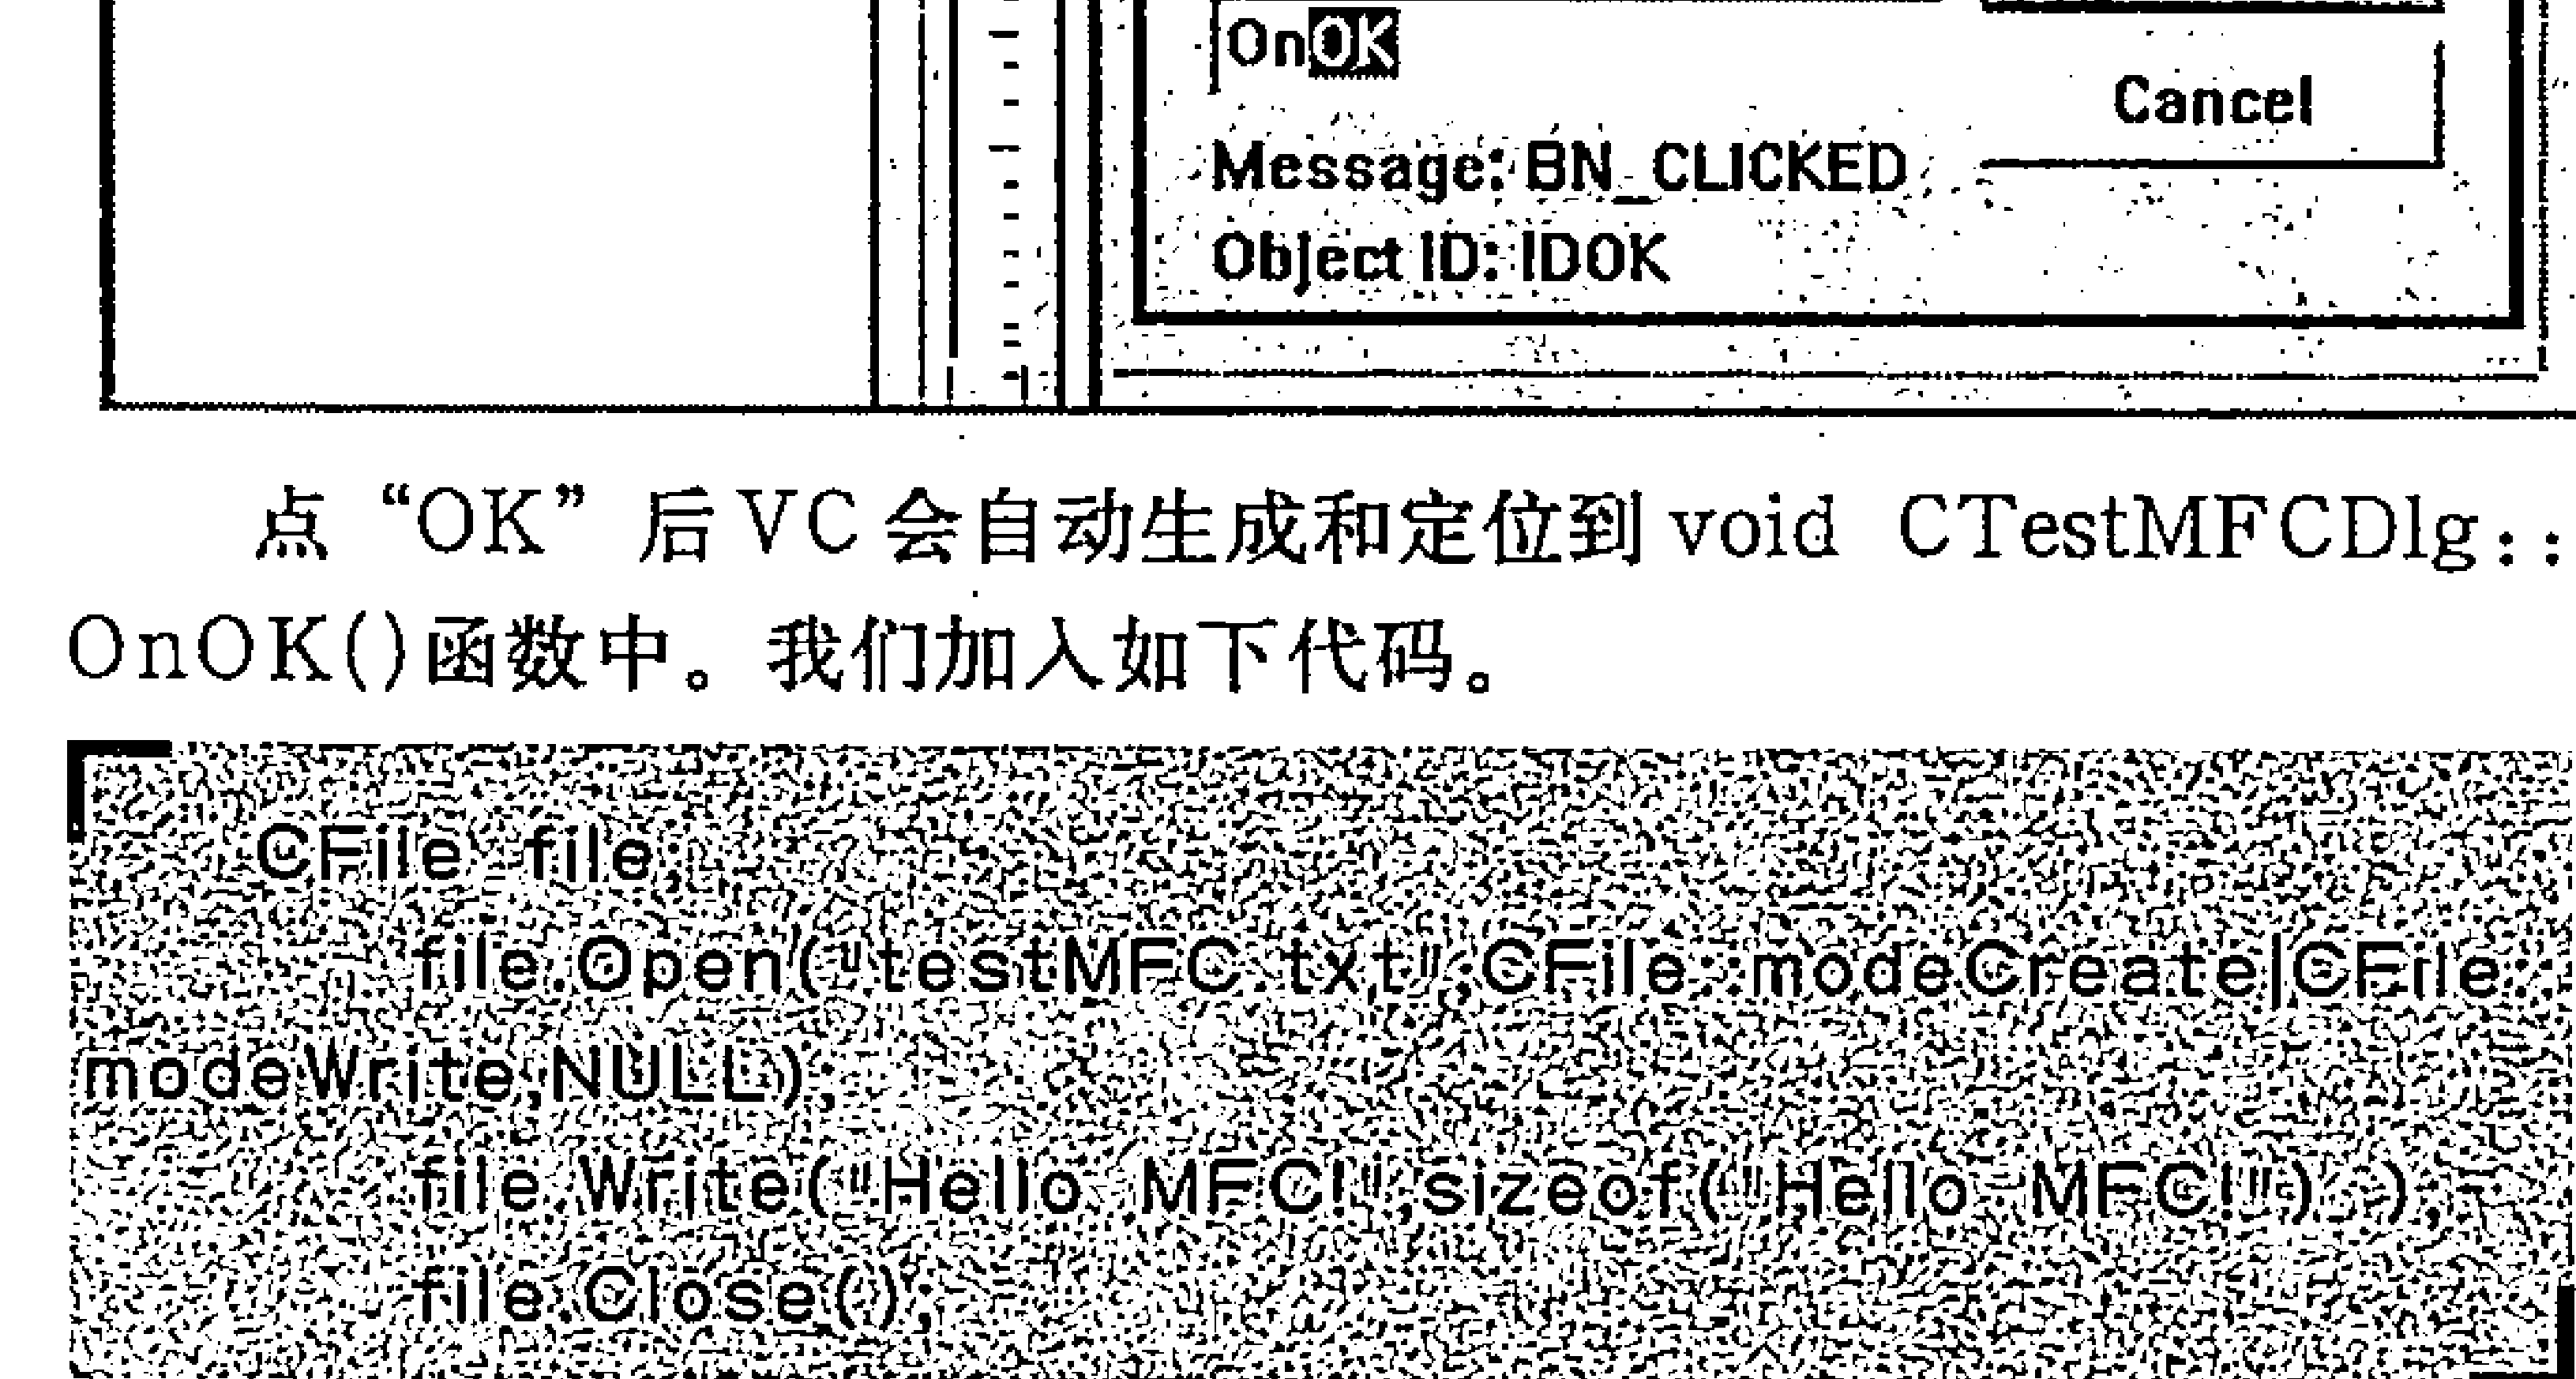 OnOK
Cancel
Message: BN_CLICKED
Object ID: IDOK
点“OK”后VC会自动生成和定位到void CTestMFCDlg::
OnOK()函数中。我们加入如下代码。
CFile file;
file.Open("testMFC.txt",CFile::modeCreate|CFile::
modeWrite,NULL);
file.Write("Hello MFC!",sizeof("Hello MFC!") );
file.Close();